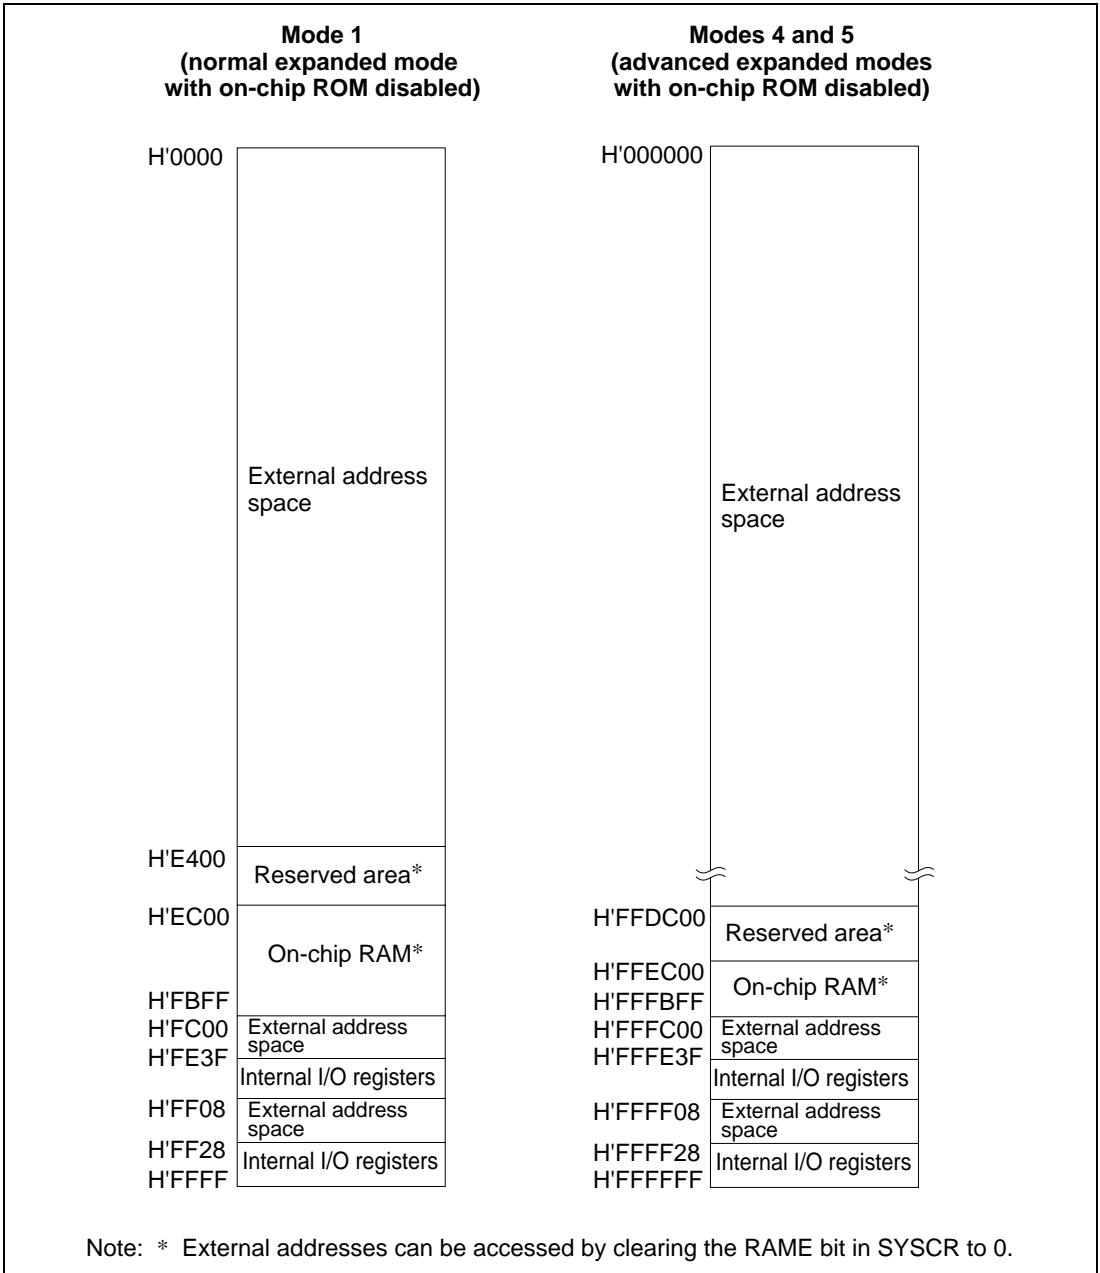 Mode 1
(normal expanded mode
with on-chip ROM disabled)
H'0000
External address
space
H'E400
Reserved area*
H'EC00
On-chip RAM*
H'FBFF
H'FC00
External address
space
H'FE3F
Internal I/O registers
H'FF08
External address
space
H'FF28
Internal I/O registers
H'FFFF
Modes 4 and 5
(advanced expanded modes
with on-chip ROM disabled)
H'000000
External address
space
H'FFDC00
Reserved area*
H'FFEC00
On-chip RAM*
H'FFFBFF
H'FFFC00
External address
space
H'FFFE3F
Internal I/O registers
H'FFFF08
External address
space
H'FFFF28
Internal I/O registers
H'FFFFFF
Note: * External addresses can be accessed by clearing the RAME bit in SYSCR to 0.